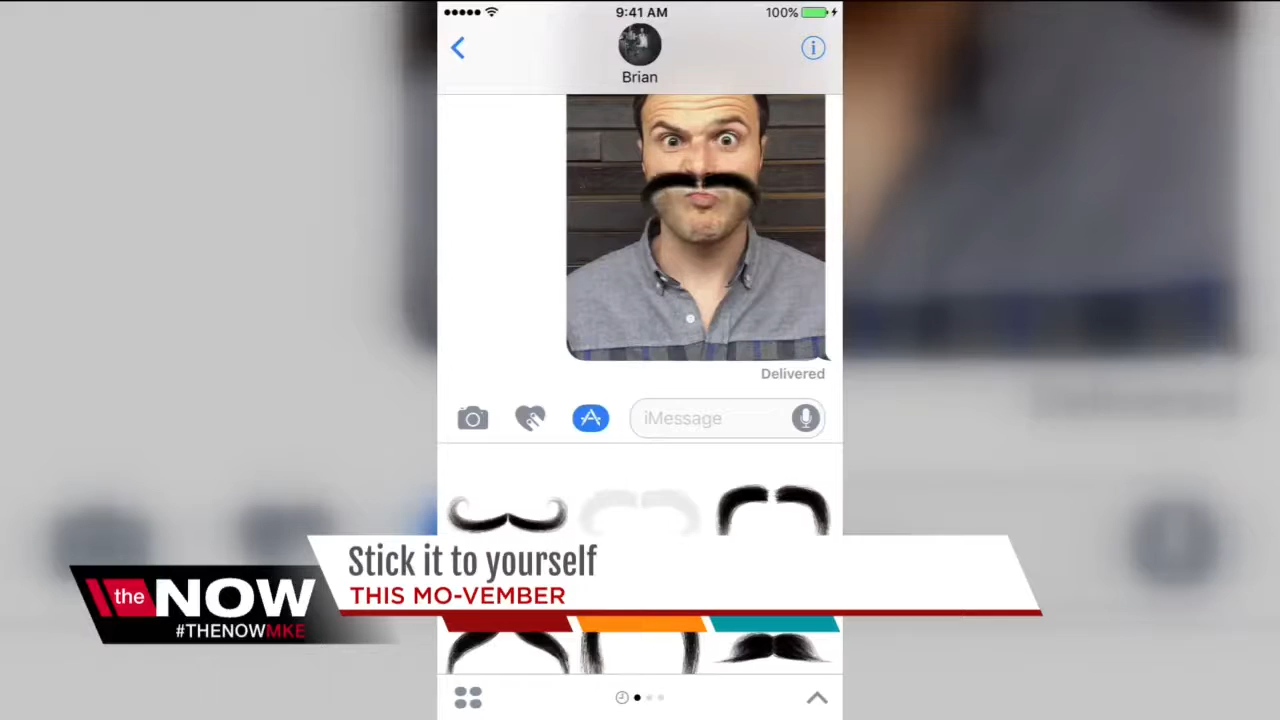 9:41 AM
100%
Brian
Delivered
iMessage
Stick it to yourself
THIS MO-VEMBER
the NOW
#THENOWMKE